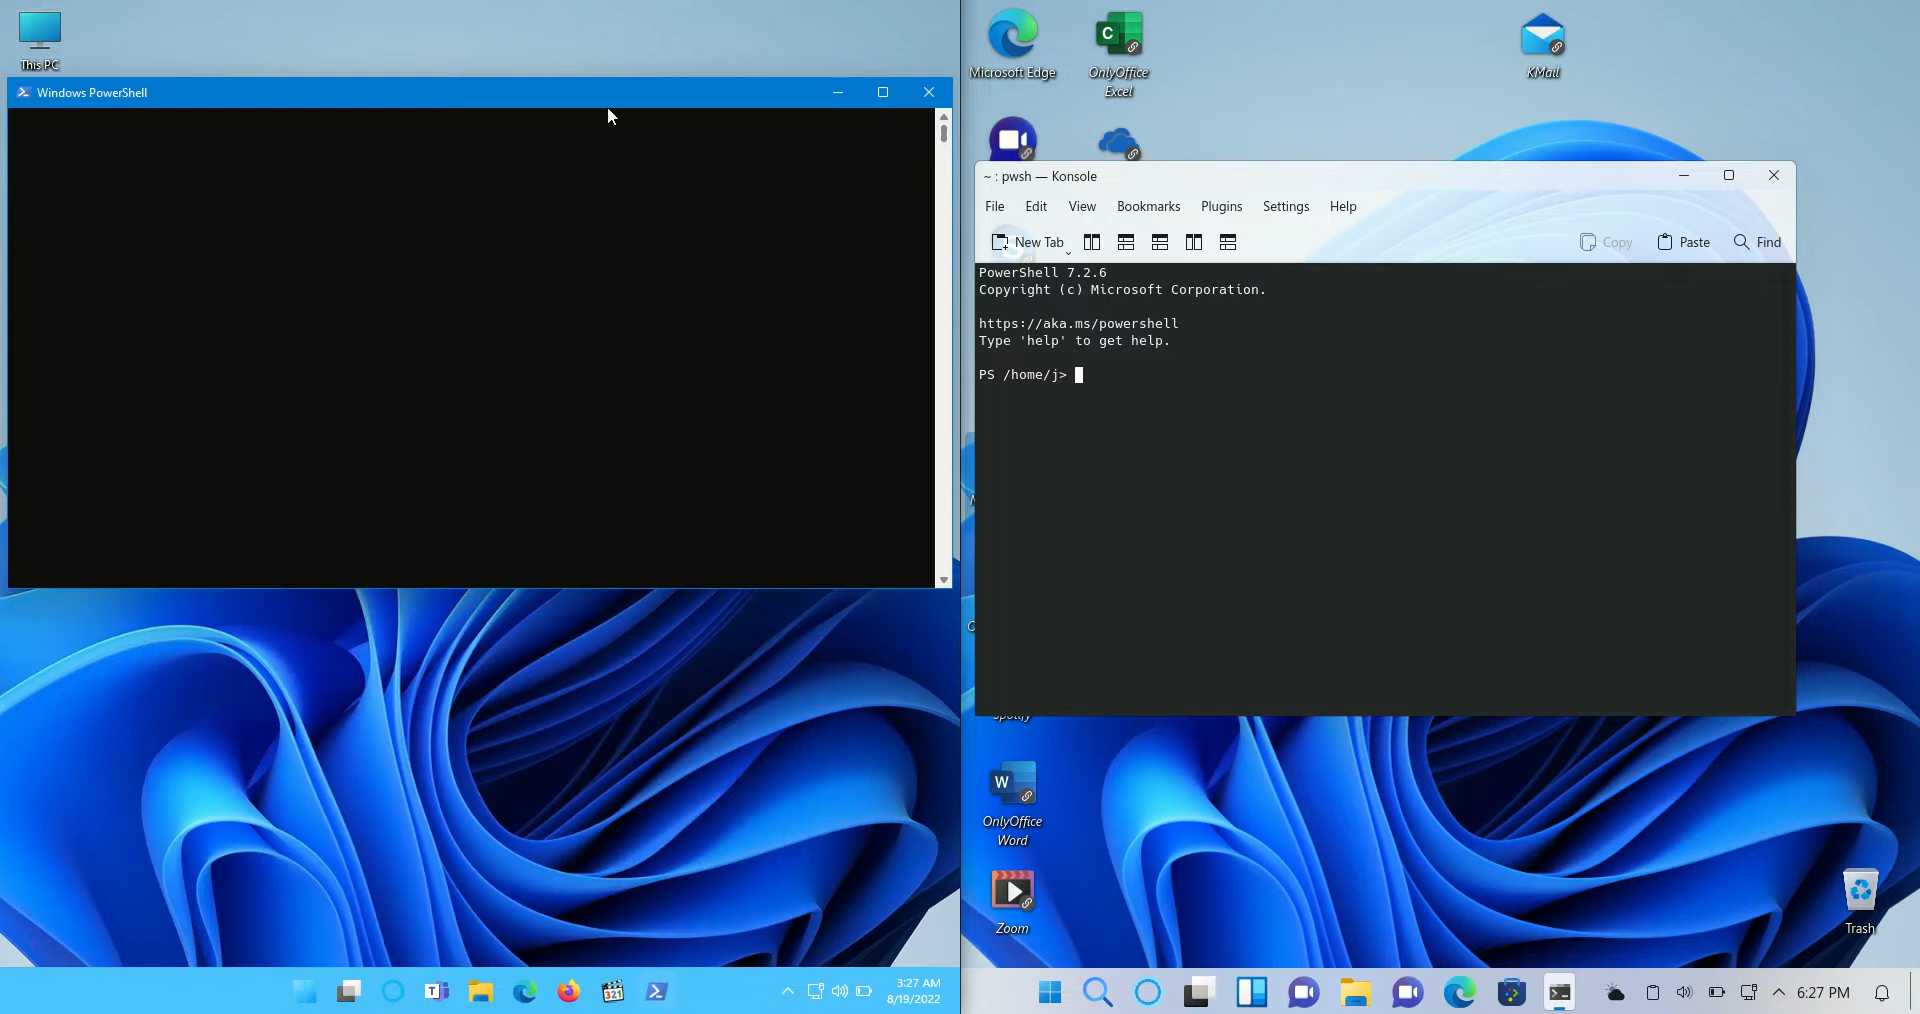 This PC
Windows PowerShell
3:27 AM
8/19/2022
Microsoft Edge
OnlyOffice
Excel
KMail
~ : pwsh — Konsole
File Edit View Bookmarks Plugins Settings Help
New Tab Copy Paste Find
PowerShell 7.2.6
Copyright (c) Microsoft Corporation.
https://aka.ms/powershell
Type 'help' to get help.
PS /home/j>
Spotify
OnlyOffice
Word
Zoom
Trash
6:27 PM